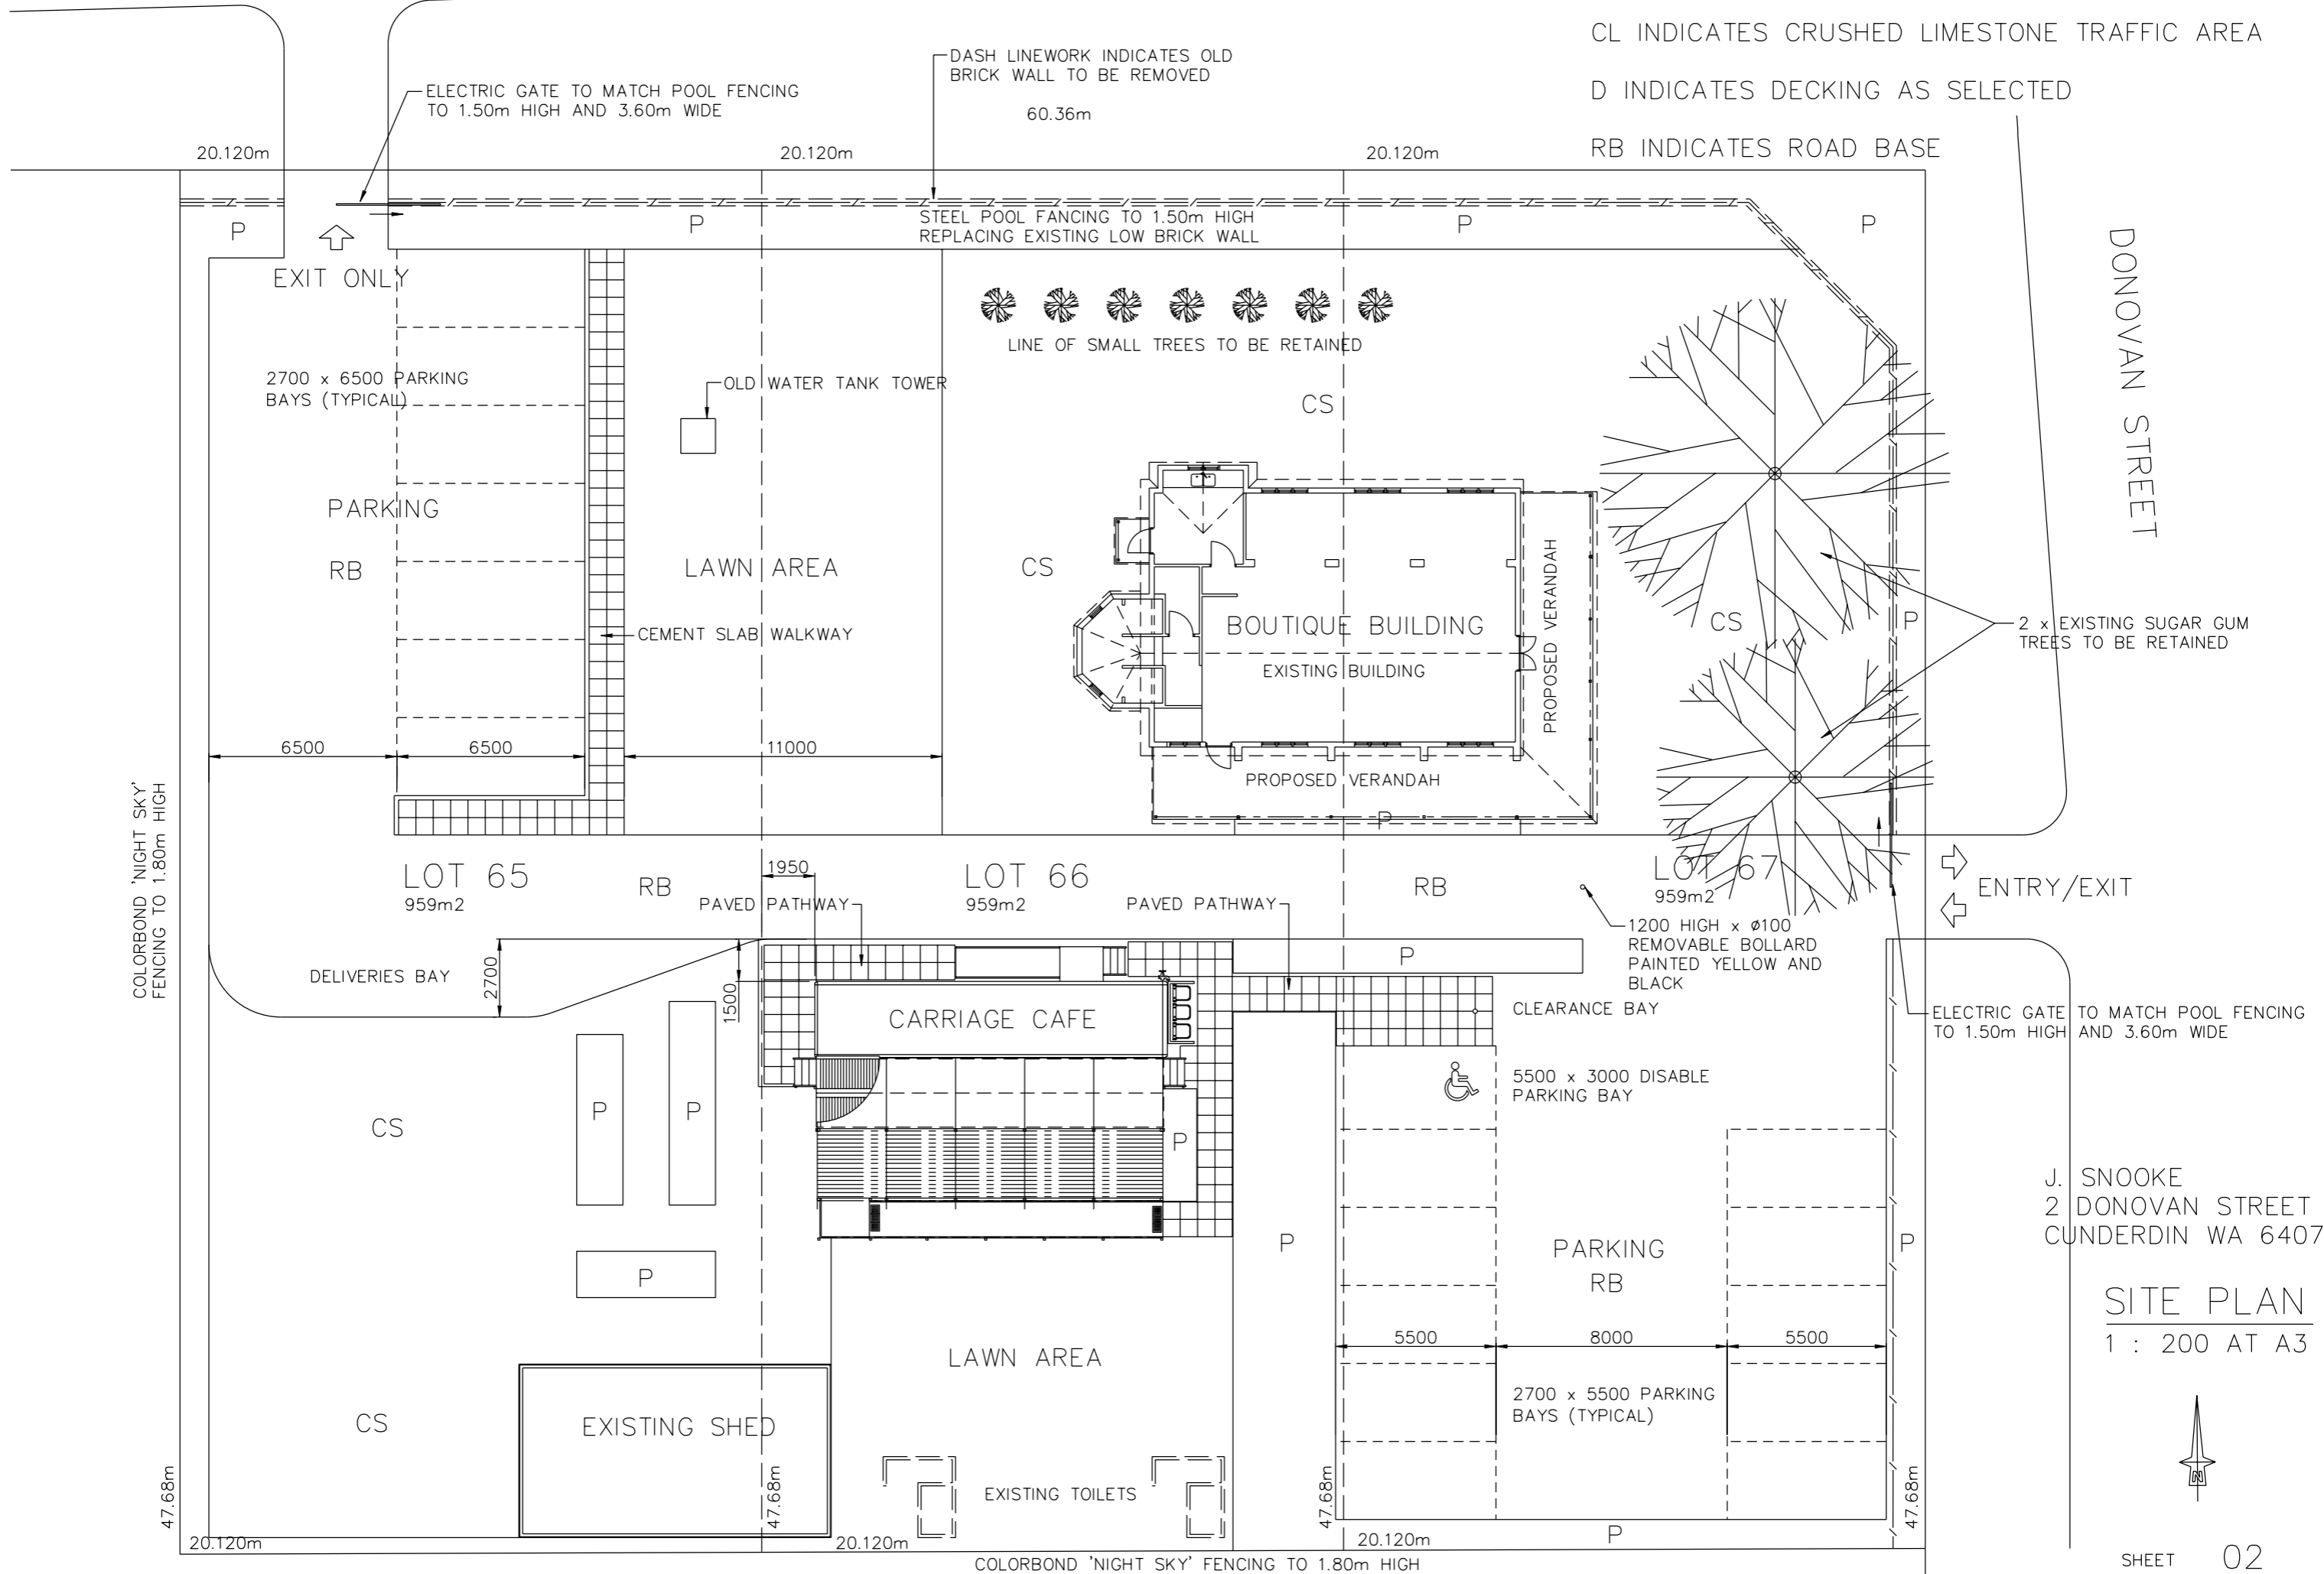 CL INDICATES CRUSHED LIMESTONE TRAFFIC AREA
D INDICATES DECKING AS SELECTED
RB INDICATES ROAD BASE
DASH LINEWORK INDICATES OLD
BRICK WALL TO BE REMOVED
60.36m
ELECTRIC GATE TO MATCH POOL FENCING
TO 1.50m HIGH AND 3.60m WIDE
20.120m
20.120m
20.120m
P
P
STEEL POOL FANCING TO 1.50m HIGH
REPLACING EXISTING LOW BRICK WALL
P
P
EXIT ONLY
DONOVAN STREET
LINE OF SMALL TREES TO BE RETAINED
2700 x 6500 PARKING
BAYS (TYPICAL)
OLD WATER TANK TOWER
CS
PARKING
RB
LAWN AREA
CS
CEMENT SLAB WALKWAY
BOUTIQUE BUILDING
EXISTING BUILDING
PROPOSED VERANDAH
CS
P
2 x EXISTING SUGAR GUM
TREES TO BE RETAINED
6500
6500
11000
PROPOSED VERANDAH
P
COLORBOND 'NIGHT SKY'
FENCING TO 1.80m HIGH
LOT 65
959m2
RB
1950
PAVED PATHWAY
LOT 66
959m2
PAVED PATHWAY
RB
LOT 67
959m2
ENTRY/EXIT
1200 HIGH x ø100
REMOVABLE BOLLARD
PAINTED YELLOW AND
BLACK
DELIVERIES BAY
2700
1500
P
CARRIAGE CAFE
CLEARANCE BAY
ELECTRIC GATE TO MATCH POOL FENCING
TO 1.50m HIGH AND 3.60m WIDE
5500 x 3000 DISABLE
PARKING BAY
CS
P
P
P
P
P
PARKING
RB
P
J. SNOOKE
2 DONOVAN STREET
CUNDERDIN WA 6407
SITE PLAN
1 : 200 AT A3
LAWN AREA
5500
8000
5500
2700 x 5500 PARKING
BAYS (TYPICAL)
CS
EXISTING SHED
EXISTING TOILETS
N
47.68m
47.68m
47.68m
47.68m
20.120m
20.120m
20.120m
P
COLORBOND 'NIGHT SKY' FENCING TO 1.80m HIGH
SHEET 02